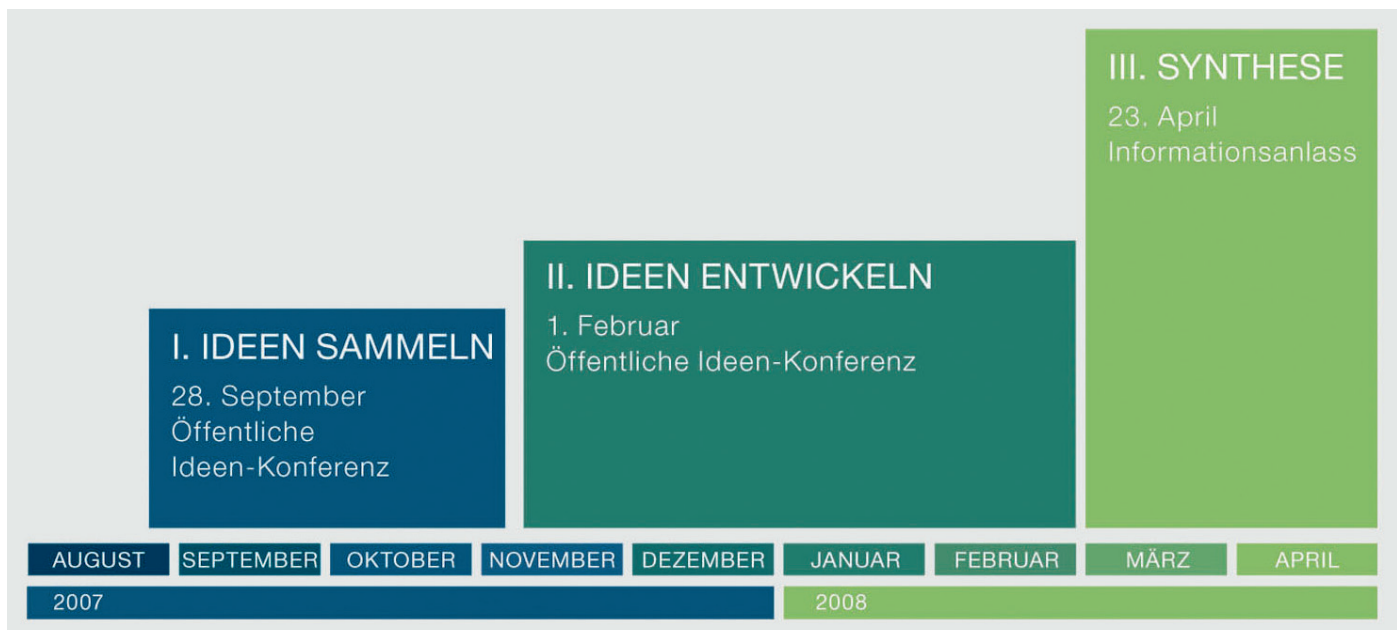 I. IDEEN SAMMELN
28. September
Öffentliche
Ideen-Konferenz
II. IDEEN ENTWICKELN
1. Februar
Öffentliche Ideen-Konferenz
III. SYNTHESE
23. April
Informationsanlass
AUGUST SEPTEMBER OKTOBER NOVEMBER DEZEMBER JANUAR FEBRUAR MÄRZ APRIL
2007 2008